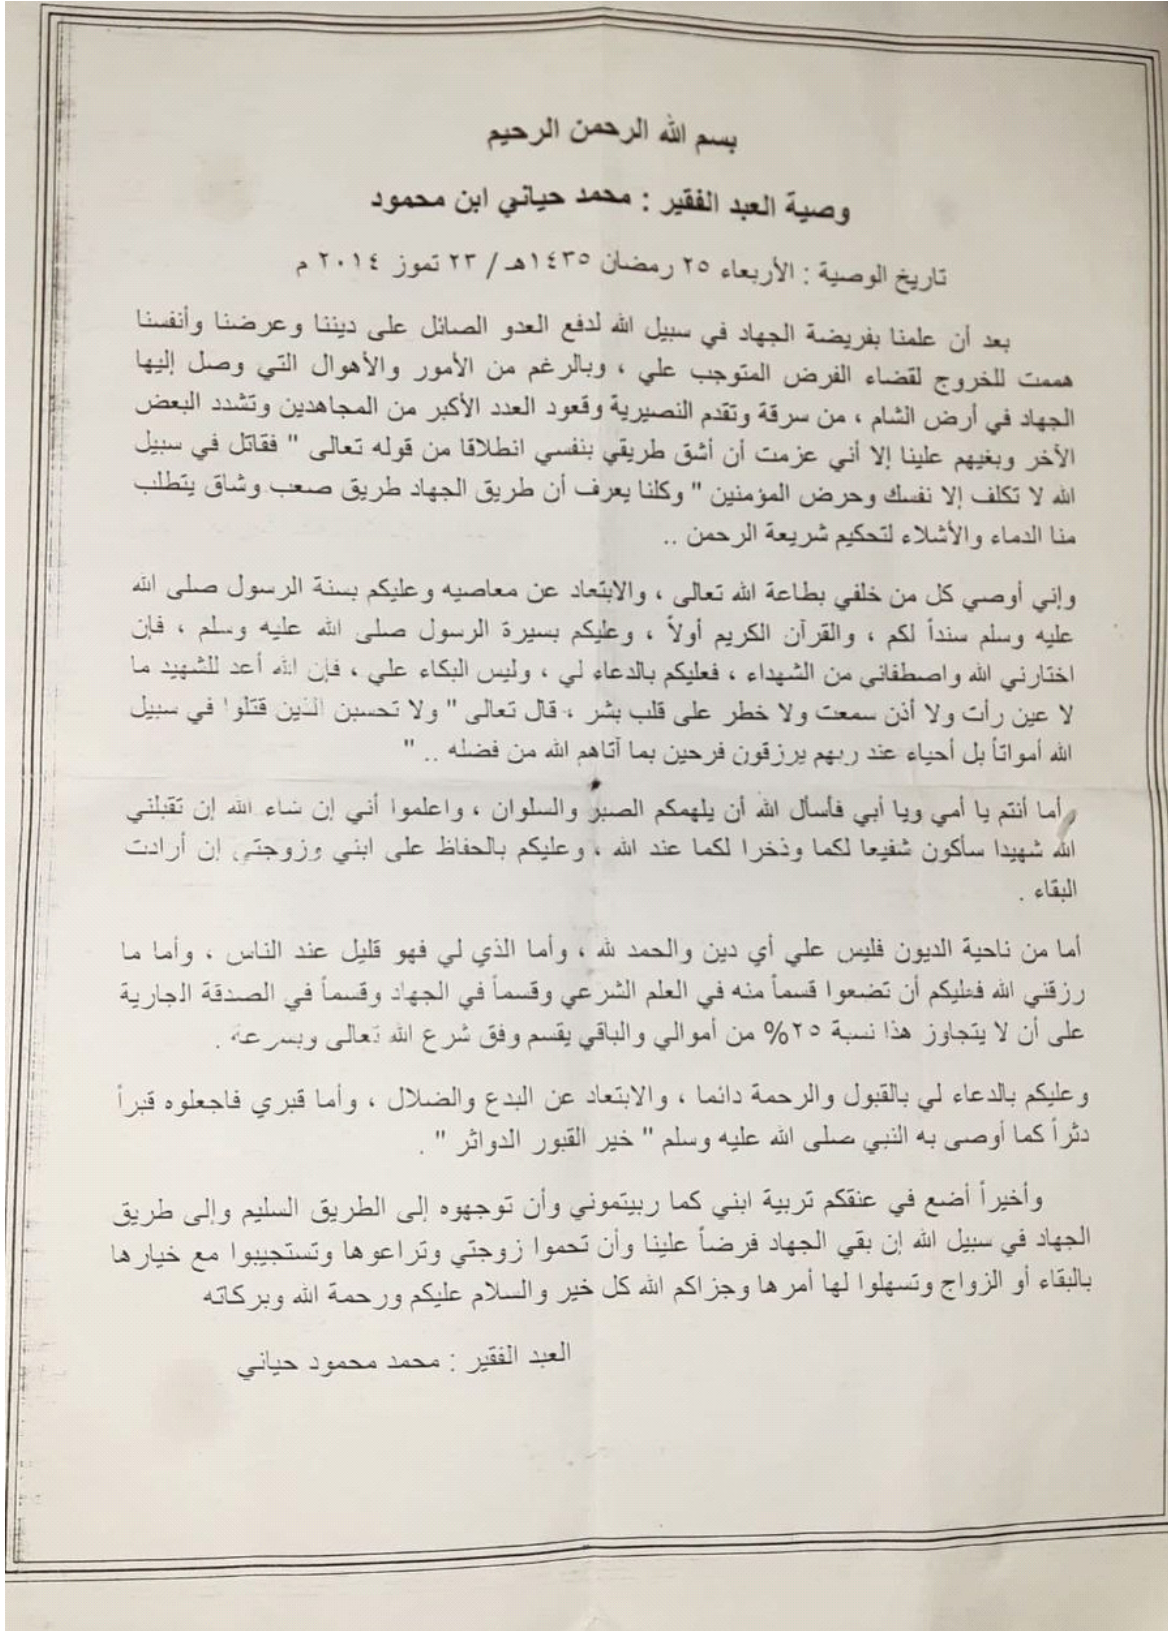 بسم الله الرحمن الرحيم
وصية العبد الفقير : محمد حياني ابن محمود
تاريخ الوصية : الأربعاء ٢٥ رمضان ١٤٣٥هـ / ٢٣ تموز ٢٠١٤ م
بعد أن علمنا بفريضة الجهاد في سبيل الله لدفع العدو الصائل على ديننا وعرضنا وأنفسنا
هممت للخروج لقضاء الفرض المتوجب علي ، وبالرغم من الأمور والأهوال التي وصل إليها
الجهاد في أرض الشام ، من سرقة وتقدم النصيرية وقعود العدد الأكبر من المجاهدين وتشدد البعض
الأخر وبغيهم علينا إلا أني عزمت أن أشق طريقي بنفسي انطلاقا من قوله تعالى " فقاتل في سبيل
الله لا تكلف إلا نفسك وحرض المؤمنين " وكلنا يعرف أن طريق الجهاد طريق صعب وشاق يتطلب
منا الدماء والأشلاء لتحكيم شريعة الرحمن ..
وإني أوصي كل من خلفي بطاعة الله تعالى ، والابتعاد عن معاصيه وعليكم بسنة الرسول صلى الله
عليه وسلم سنداً لكم ، والقرآن الكريم أولاً ، وعليكم بسيرة الرسول صلى الله عليه وسلم ، فإن
اختارني الله واصطفاني من الشهداء ، فعليكم بالدعاء لي ، وليس البكاء علي ، فإن الله أعد للشهيد ما
لا عين رأت ولا أذن سمعت ولا خطر على قلب بشر ، قال تعالى " ولا تحسبن الذين قتلوا في سبيل
الله أمواتاً بل أحياء عند ربهم يرزقون فرحين بما آتاهم الله من فضله .. "
أما أنتم يا أمي ويا أبي فأسأل الله أن يلهمكم الصبر والسلوان ، واعلموا أني إن شاء الله إن تقبلني
الله شهيدا سأكون شفيعا لكما وذخرا لكما عند الله ، وعليكم بالحفاظ على ابني وزوجتي إن أرادت
البقاء .
أما من ناحية الديون فليس علي أي دين والحمد لله ، وأما الذي لي فهو قليل عند الناس ، وأما ما
رزقني الله فعليكم أن تضعوا قسماً منه في العلم الشرعي وقسماً في الجهاد وقسماً في الصدقة الجارية
على أن لا يتجاوز هذا نسبة ٢٥% من أموالي والباقي يقسم وفق شرع الله تعالى وبسرعة .
وعليكم بالدعاء لي بالقبول والرحمة دائما ، والابتعاد عن البدع والضلال ، وأما قبري فاجعلوه قبراً
دثراً كما أوصى به النبي صلى الله عليه وسلم " خير القبور الدواثر " .
وأخيراً أضع في عنقكم تربية ابني كما ربيتموني وأن توجهوه إلى الطريق السليم وإلى طريق
الجهاد في سبيل الله إن بقي الجهاد فرضاً علينا وأن تحموا زوجتي وتراعوها وتستجيبوا مع خيارها
بالبقاء أو الزواج وتسهلوا لها أمرها وجزاكم الله كل خير والسلام عليكم ورحمة الله وبركاته
العبد الفقير : محمد محمود حياني